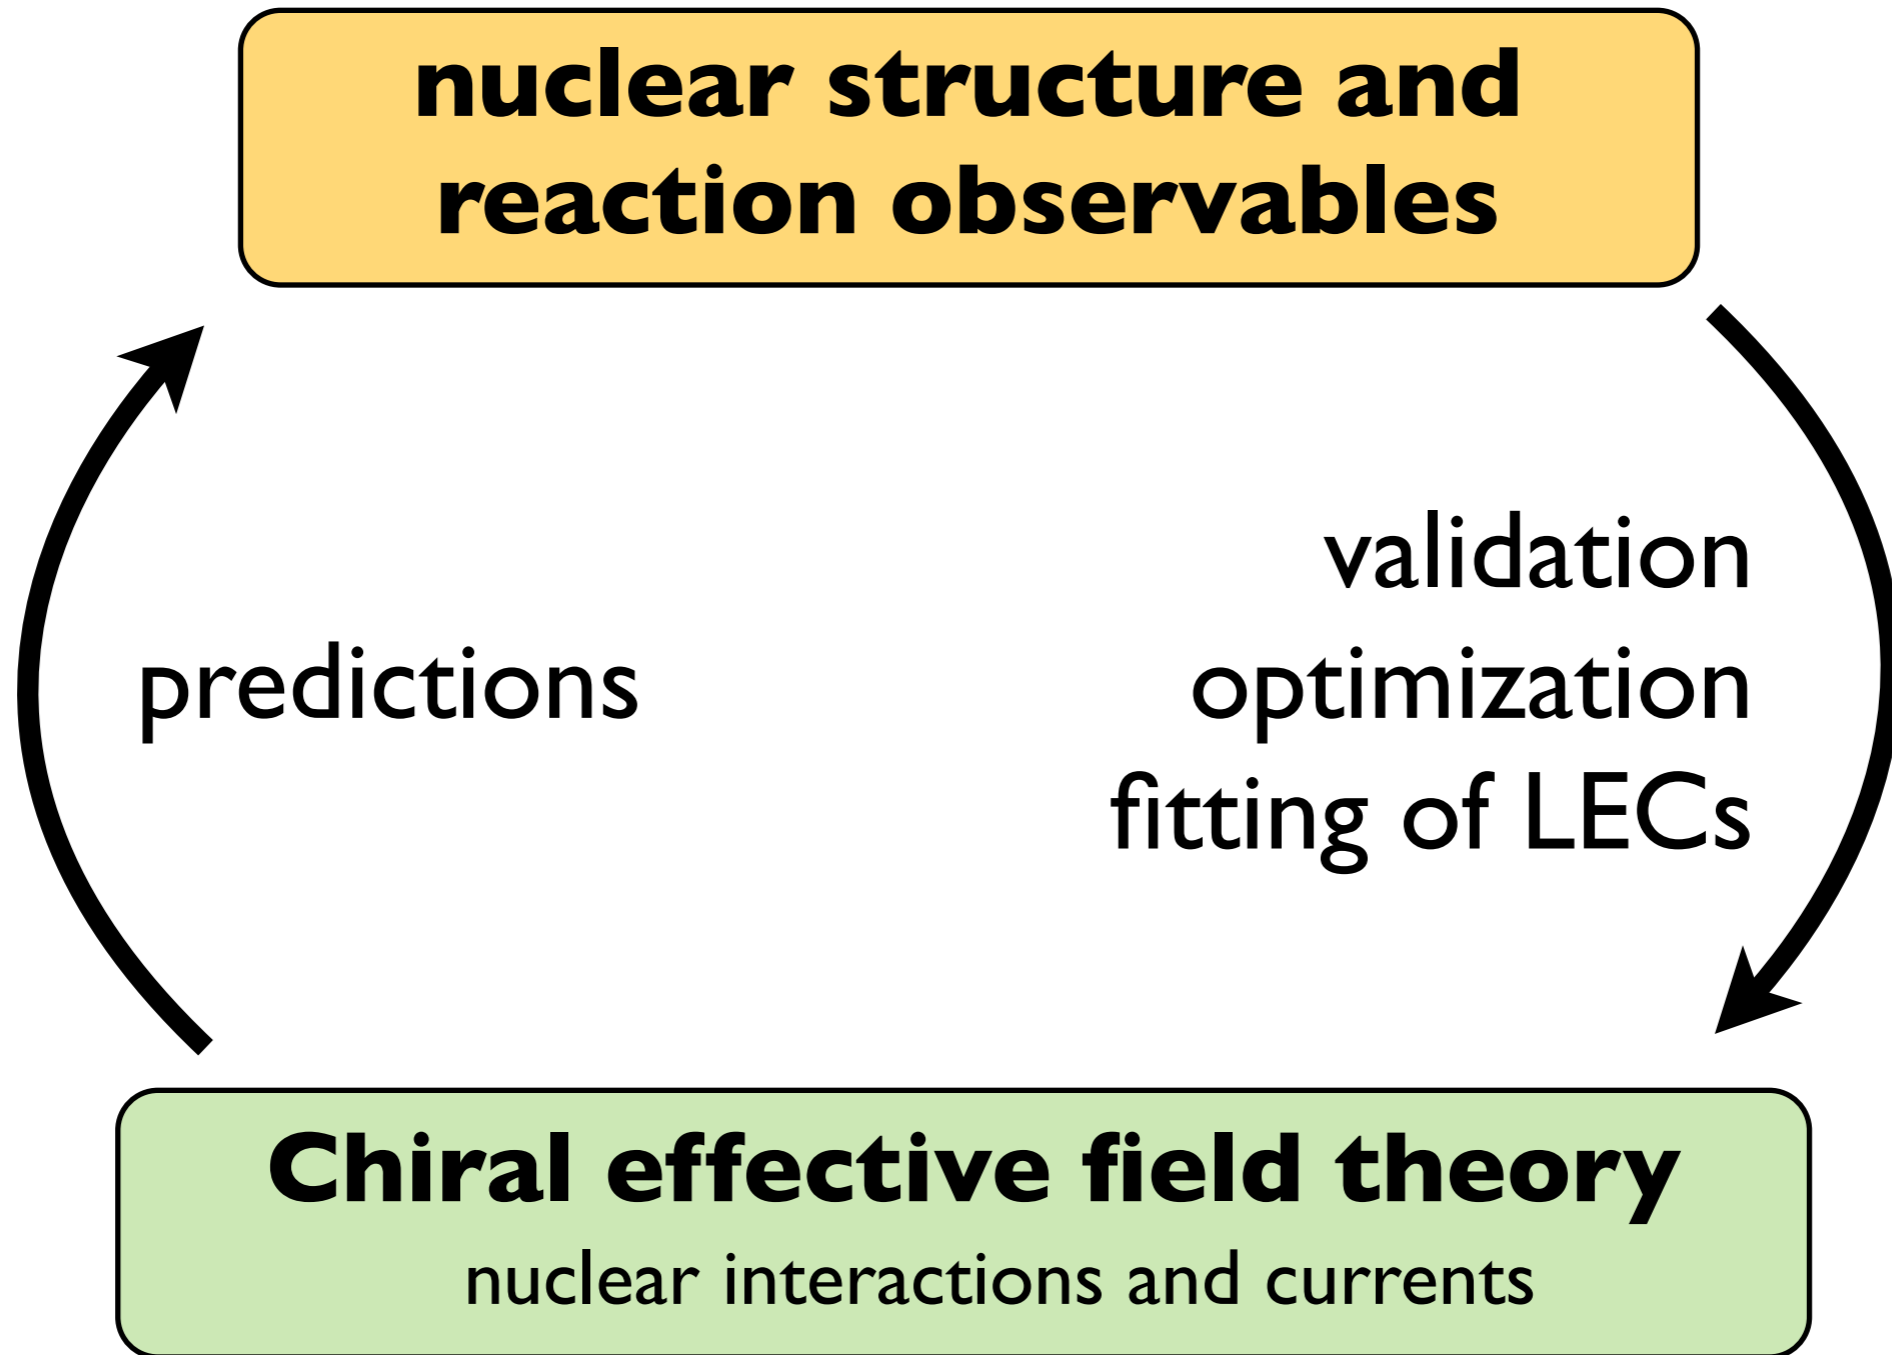 nuclear structure and
reaction observables
predictions
validation
optimization
fitting of LECs
Chiral effective field theory
nuclear interactions and currents